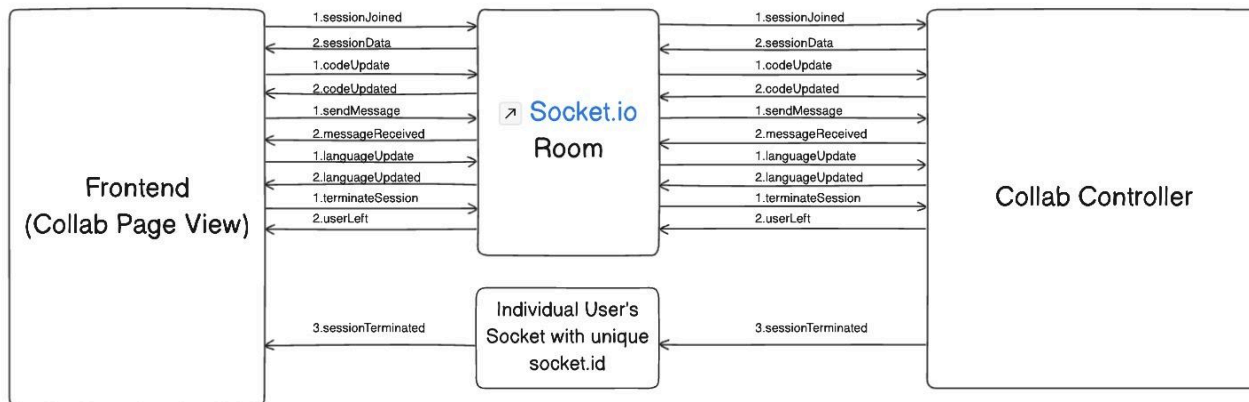 Frontend
(Collab Page View)
1.sessionJoined
2.sessionData
1.codeUpdate
2.codeUpdated
1.sendMessage
2.messageReceived
1.languageUpdate
2.languageUpdated
1.terminateSession
2.userLeft
3.sessionTerminated
Socket.io
Room
Individual User's
Socket with unique
socket.id
1.sessionJoined
2.sessionData
1.codeUpdate
2.codeUpdated
1.sendMessage
2.messageReceived
1.languageUpdate
2.languageUpdated
1.terminateSession
2.userLeft
3.sessionTerminated
Collab Controller